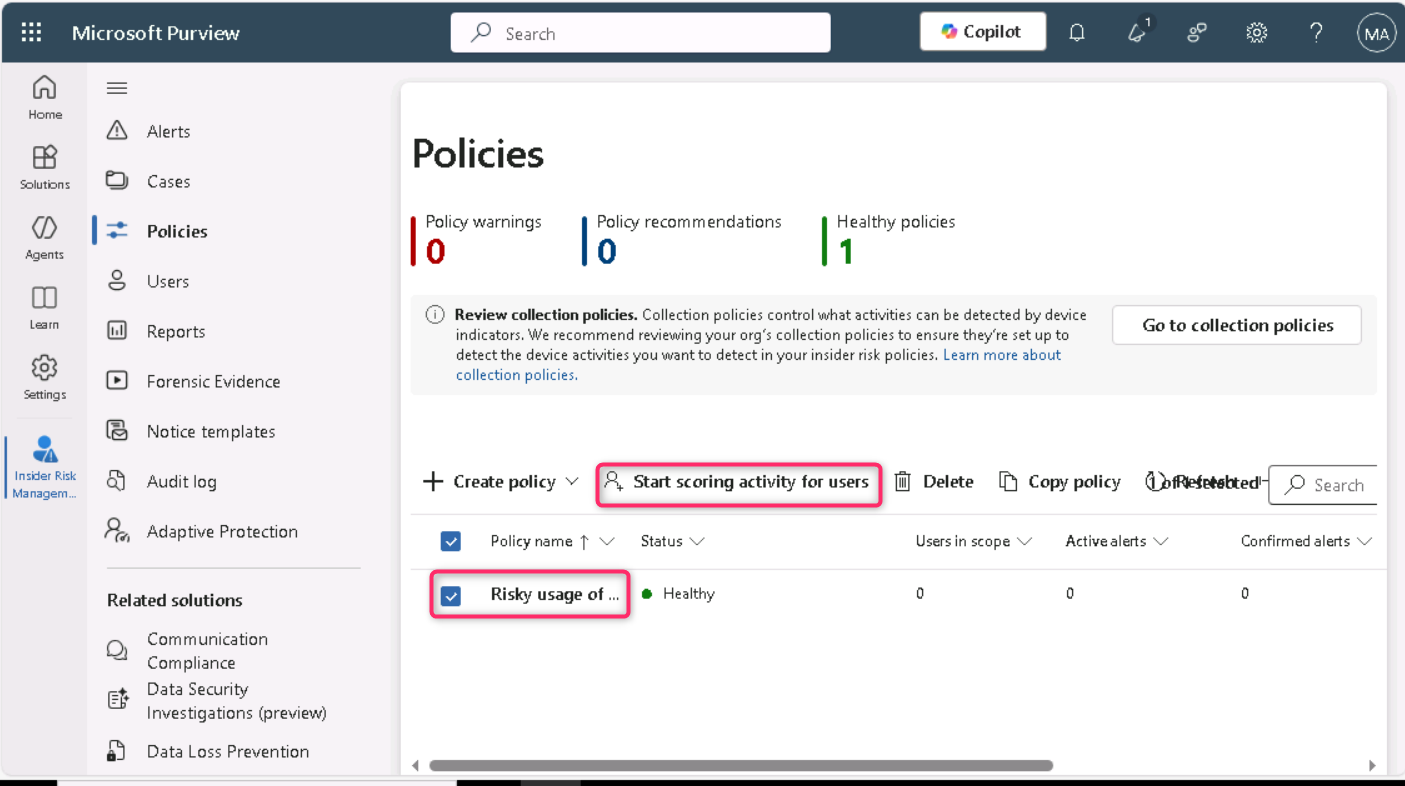 Microsoft Purview
Search
Copilot
1
MA
Home
Solutions
Agents
Learn
Settings
Insider Risk
Managem...
Alerts
Cases
Policies
Users
Reports
Forensic Evidence
Notice templates
Audit log
Adaptive Protection
Related solutions
Communication
Compliance
Data Security
Investigations (preview)
Data Loss Prevention
Policies
Policy warnings
0
Policy recommendations
0
Healthy policies
1
Review collection policies. Collection policies control what activities can be detected by device
indicators. We recommend reviewing your org's collection policies to ensure they're set up to
detect the device activities you want to detect in your insider risk policies. Learn more about
collection policies.
Go to collection policies
Create policy
Start scoring activity for users
Delete
Copy policy
Refresh
1 of 1 selected
Search
Policy name ↑
Status
Users in scope
Active alerts
Confirmed alerts
Risky usage of ...
Healthy
0
0
0